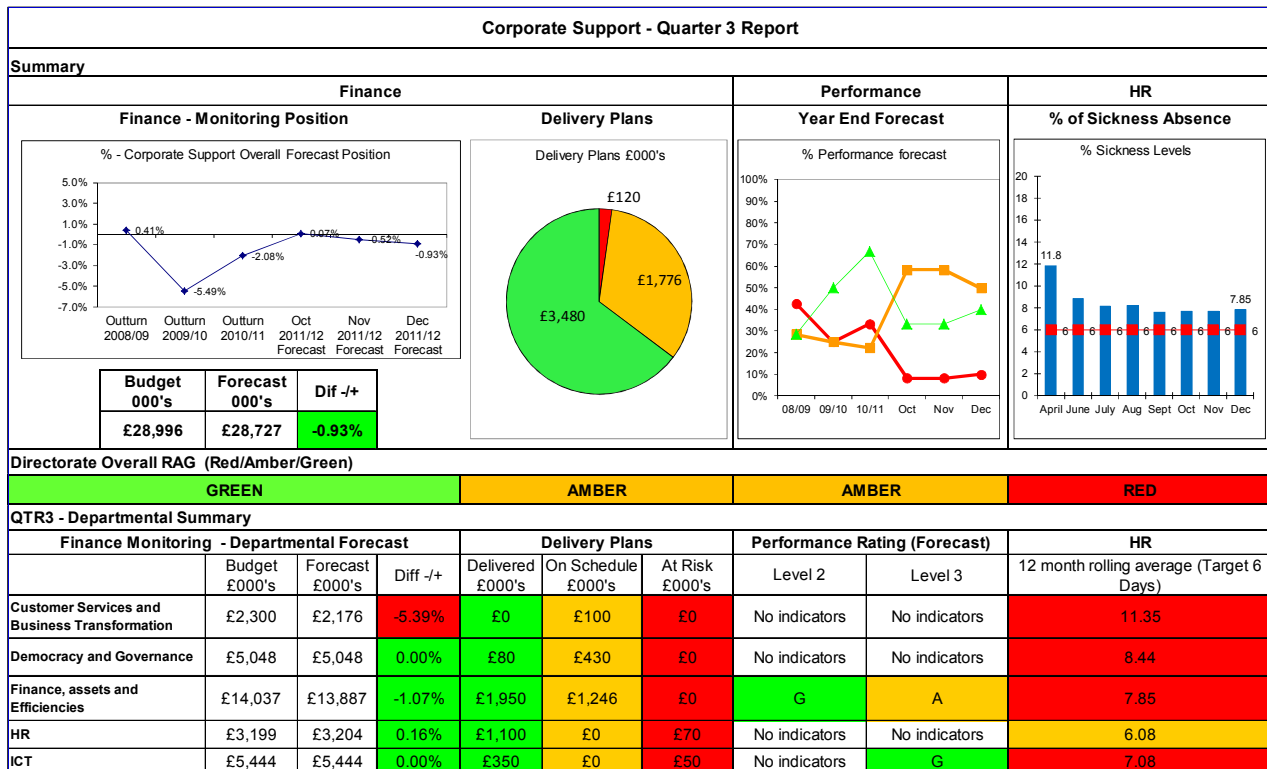 Corporate Support - Quarter 3 Report
Summary
Finance
Performance
HR
Finance - Monitoring Position
Delivery Plans
Year End Forecast
% of Sickness Absence
% - Corporate Support Overall Forecast Position
5.0%
3.0%
1.0%
-1.0%
-3.0%
-5.0%
-7.0%
0.41%
-5.49%
-2.08%
0.07%
-0.52%
-0.93%
Outturn 2008/09
Outturn 2009/10
Outturn 2010/11
Oct 2011/12 Forecast
Nov 2011/12 Forecast
Dec 2011/12 Forecast
Budget 000's
Forecast 000's
Dif -/+
£28,996
£28,727
-0.93%
Delivery Plans £000's
£120
£1,776
£3,480
% Performance forecast
100%
90%
80%
70%
60%
50%
40%
30%
20%
10%
0%
08/09 09/10 10/11 Oct Nov Dec
% Sickness Levels
20
18
16
14
12
10
8
6
4
2
0
11.8
7.85
6 6 6 6 6 6 6 6
April June July Aug Sept Oct Nov Dec
Directorate Overall RAG (Red/Amber/Green)
GREEN AMBER AMBER RED
QTR3 - Departmental Summary
Finance Monitoring - Departmental Forecast
Delivery Plans
Performance Rating (Forecast)
HR
Budget £000's
Forecast £000's
Diff -/+
Delivered £000's
On Schedule £000's
At Risk £000's
Level 2
Level 3
12 month rolling average (Target 6 Days)
Customer Services and Business Transformation £2,300 £2,176 -5.39% £0 £100 £0 No indicators No indicators 11.35
Democracy and Governance £5,048 £5,048 0.00% £80 £430 £0 No indicators No indicators 8.44
Finance, assets and Efficiencies £14,037 £13,887 -1.07% £1,950 £1,246 £0 G A 7.85
HR £3,199 £3,204 0.16% £1,100 £0 £70 No indicators No indicators 6.08
ICT £5,444 £5,444 0.00% £350 £0 £50 No indicators G 7.08